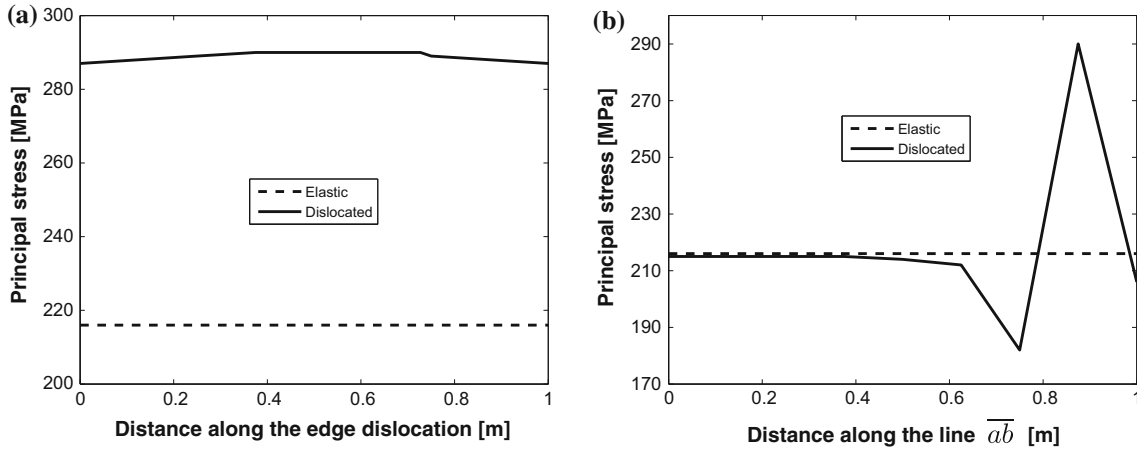 (a)
300
280
260
240
220
200
Principal stress [MPa]
Elastic
Dislocated
0
0.2
0.4
0.6
0.8
1
Distance along the edge dislocation [m]
(b)
290
270
250
230
210
190
170
Principal stress [MPa]
Elastic
Dislocated
0
0.2
0.4
0.6
0.8
1
Distance along the line ab [m]